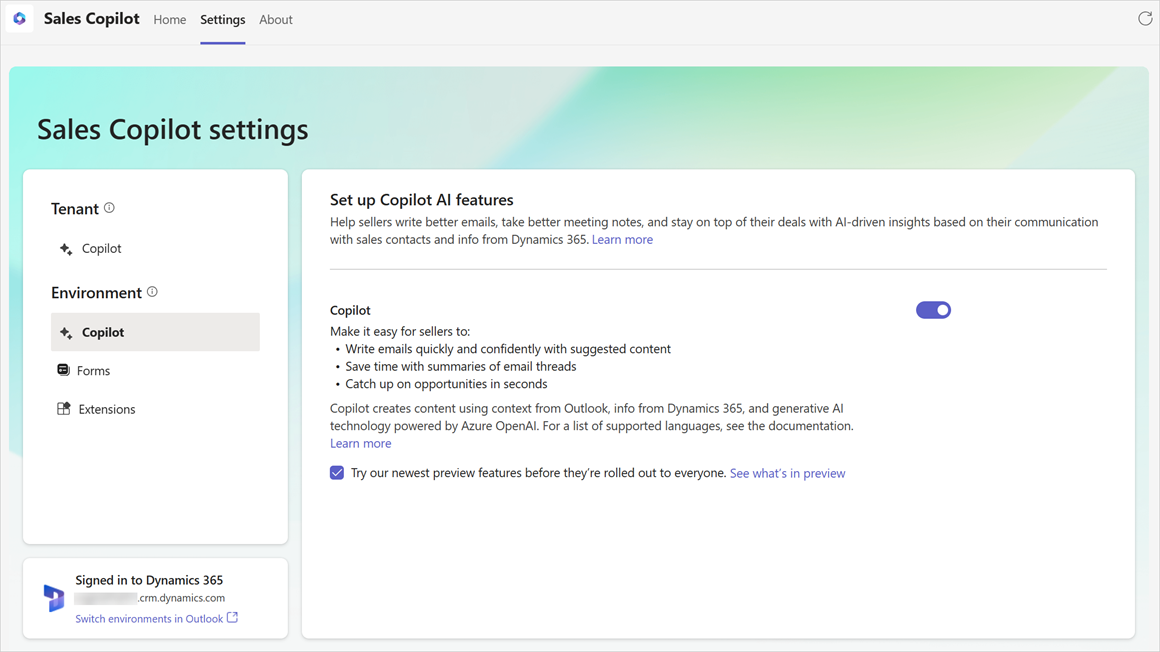 Sales Copilot Home Settings About
Sales Copilot settings
Tenant
Copilot
Environment
Copilot
Forms
Extensions
Signed in to Dynamics 365
.crm.dynamics.com
Switch environments in Outlook
Set up Copilot AI features
Help sellers write better emails, take better meeting notes, and stay on top of their deals with AI-driven insights based on their communication
with sales contacts and info from Dynamics 365. Learn more
Copilot
Make it easy for sellers to:
• Write emails quickly and confidently with suggested content
• Save time with summaries of email threads
• Catch up on opportunities in seconds
Copilot creates content using context from Outlook, info from Dynamics 365, and generative AI
technology powered by Azure OpenAI. For a list of supported languages, see the documentation.
Learn more
Try our newest preview features before they’re rolled out to everyone. See what’s in preview